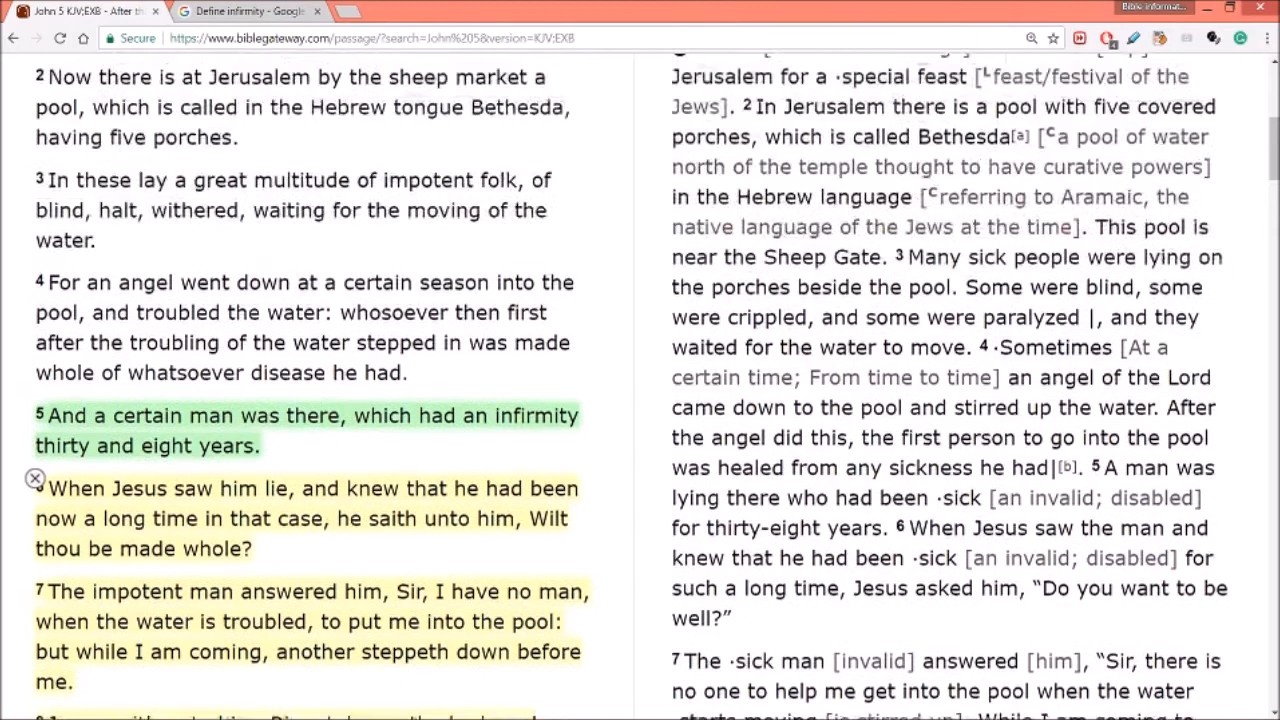 John 5 KJV;EXB - After th
Define infirmity - Google
Bible informat...
Secure https://www.biblegateway.com/passage/?search=John%205&version=KJV;EXB
2 Now there is at Jerusalem by the sheep market a
pool, which is called in the Hebrew tongue Bethesda,
having five porches.
3 In these lay a great multitude of impotent folk, of
blind, halt, withered, waiting for the moving of the
water.
4 For an angel went down at a certain season into the
pool, and troubled the water: whosoever then first
after the troubling of the water stepped in was made
whole of whatsoever disease he had.
5 And a certain man was there, which had an infirmity
thirty and eight years.
When Jesus saw him lie, and knew that he had been
now a long time in that case, he saith unto him, Wilt
thou be made whole?
7 The impotent man answered him, Sir, I have no man,
when the water is troubled, to put me into the pool:
but while I am coming, another steppeth down before
me.
Jerusalem for a ·special feast [L feast/festival of the
Jews]. 2 In Jerusalem there is a pool with five covered
porches, which is called Bethesda[a] [C a pool of water
north of the temple thought to have curative powers]
in the Hebrew language [C referring to Aramaic, the
native language of the Jews at the time]. This pool is
near the Sheep Gate. 3 Many sick people were lying on
the porches beside the pool. Some were blind, some
were crippled, and some were paralyzed |, and they
waited for the water to move. 4 ·Sometimes [At a
certain time; From time to time] an angel of the Lord
came down to the pool and stirred up the water. After
the angel did this, the first person to go into the pool
was healed from any sickness he had|[b]. 5 A man was
lying there who had been ·sick [an invalid; disabled]
for thirty-eight years. 6 When Jesus saw the man and
knew that he had been ·sick [an invalid; disabled] for
such a long time, Jesus asked him, “Do you want to be
well?”
7 The ·sick man [invalid] answered [him], “Sir, there is
no one to help me get into the pool when the water
starts moving [is stirred up]. While I am coming to